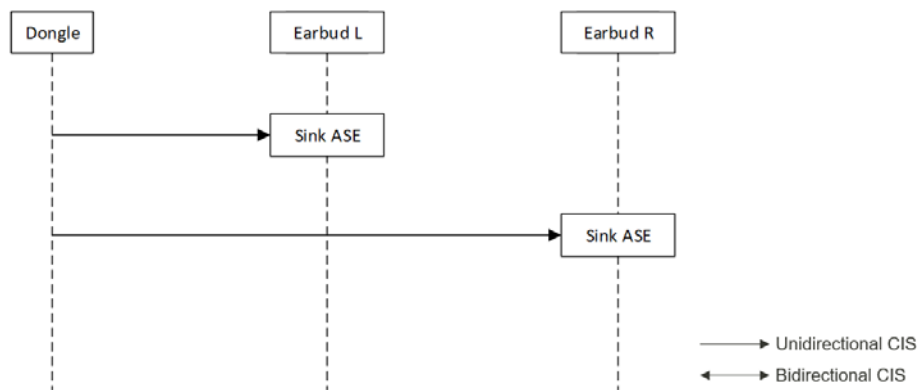 Dongle
Earbud L
Earbud R
Sink ASE
Sink ASE
Unidirectional CIS
Bidirectional CIS